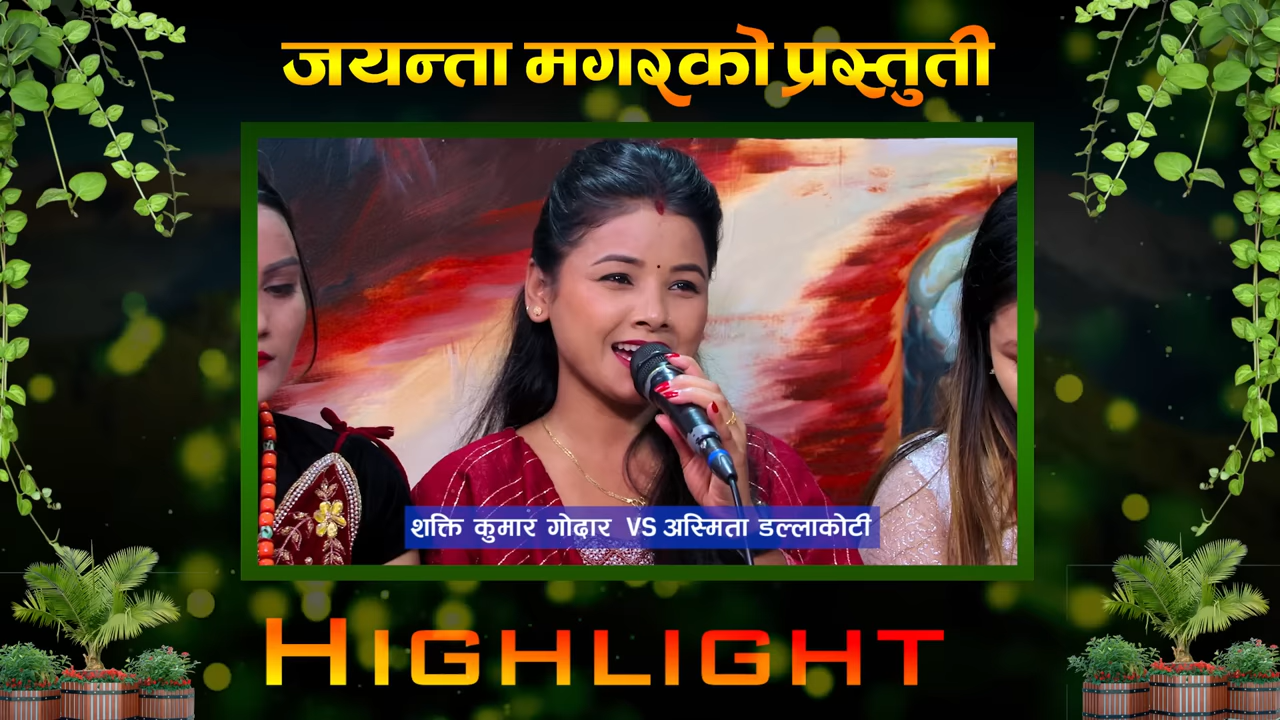 जयन्ता मगरको प्रस्तुती
शक्ति कुमार गोदार VS अस्मिता डल्लाकोटी
HIGHLIGHT